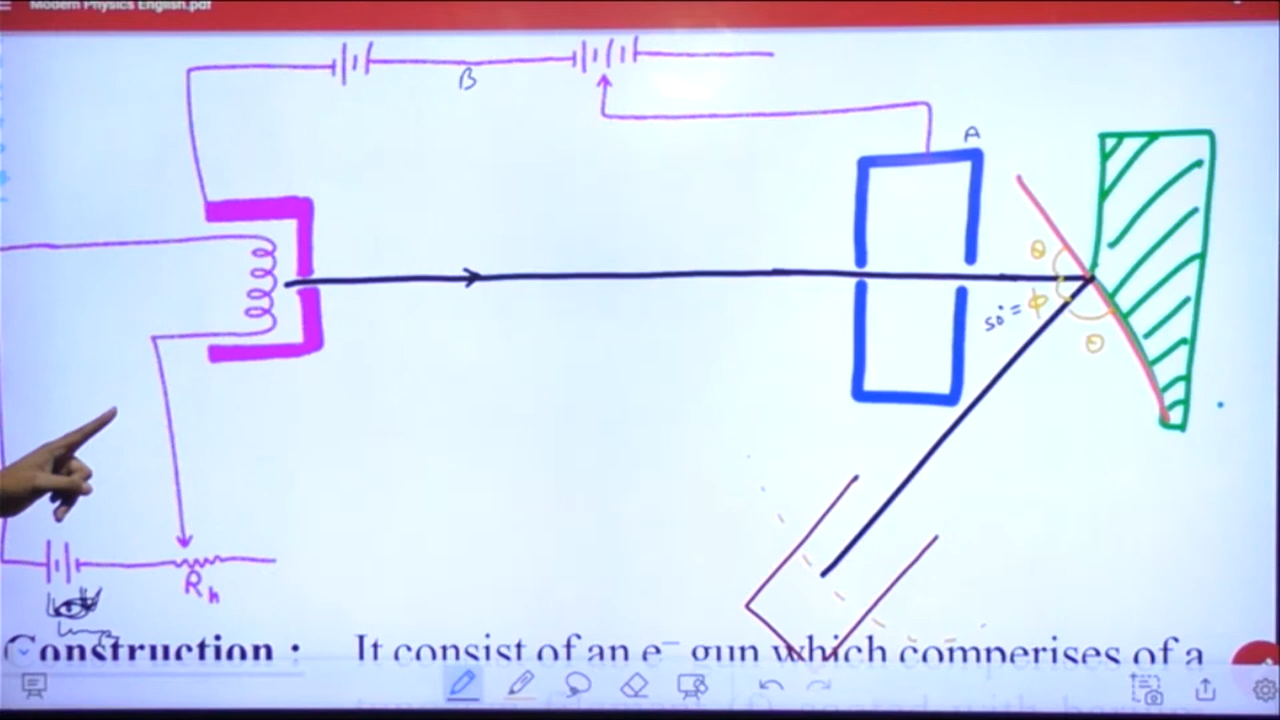 Modern Physics English.pdf
B
A
θ
50° = φ
θ
Rh
Construction : It consist of an e⁻ gun which comperises of a